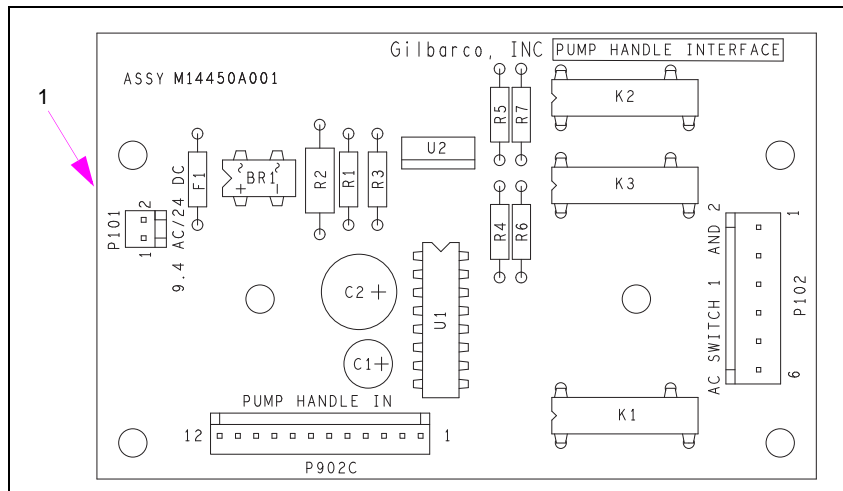 Gilbarco, INC PUMP HANDLE INTERFACE
ASSY M14450A001
1
K2
R5
R7
U2
F1
BR1
R2
R1
R3
K3
P101
2
1
9.4 AC/24 DC
R4
R6
AC SWITCH 1 AND 2
1
P102
6
C2 +
U1
C1 +
PUMP HANDLE IN
12
1
P902C
K1